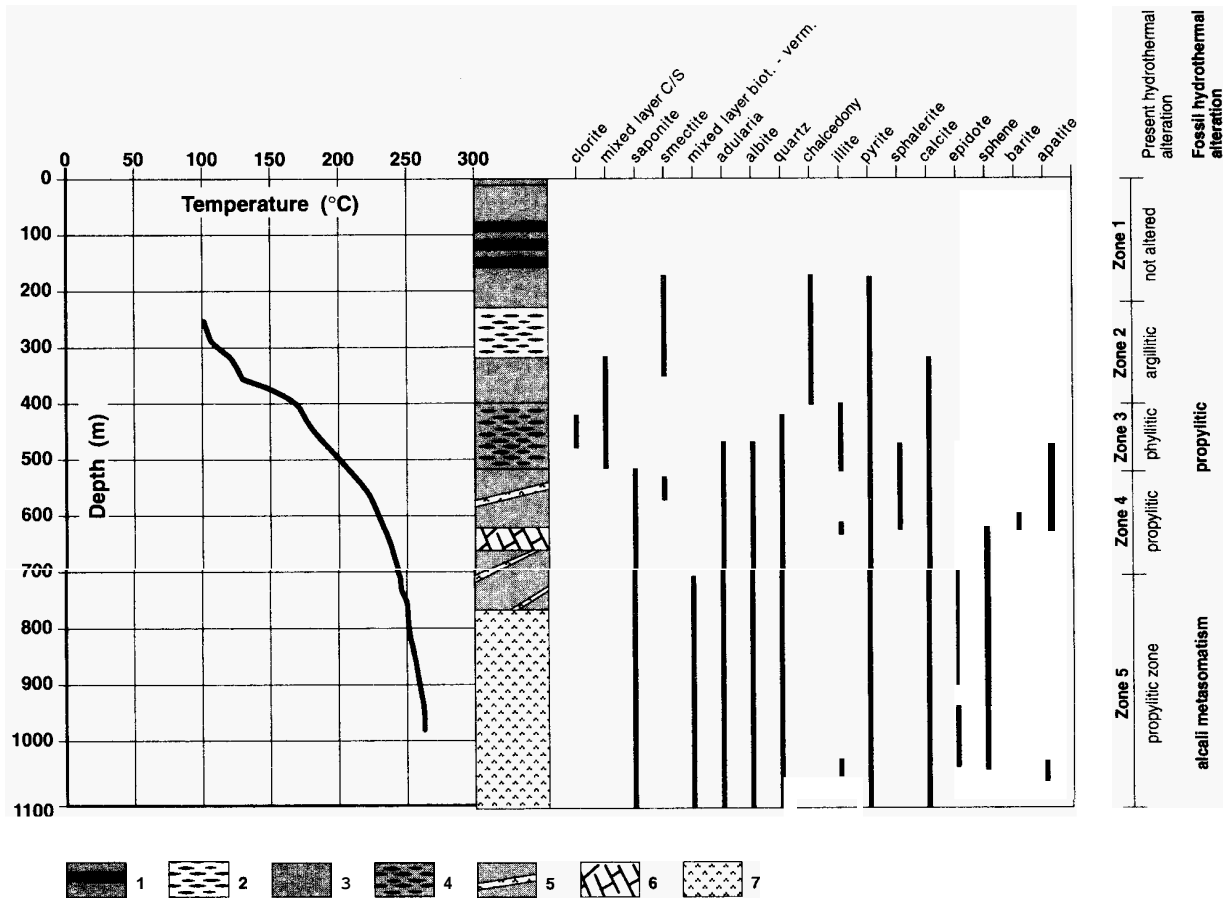 clorite
mixed layer C/S
saponite
smectite
mixed layer biot. - verm.
adularia
albite
quartz
chalcedony
illite
pyrite
sphalerite
calcite
epidote
sphene
barite
apatite
Present hydrothermal
alteration
Fossil hydrothermal
alteration
0 50 100 150 200 250 300
Temperature (°C)
Depth (m)
0
100
200
300
400
500
600
700
800
900
1000
1100
Zone 1
not altered
Zone 2
argillitic
Zone 3
phyllitic
Zone 4
propylitic
Zone 5
propylitic zone
propylitic
alcali metasomatism
1 2 3 4 5 6 7